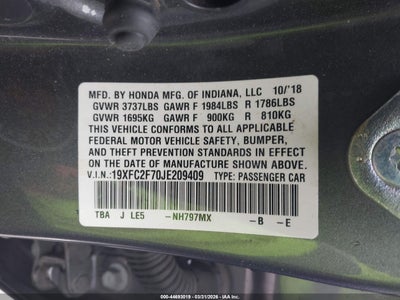 MFD. BY HONDA MFG. OF INDIANA, LLC 10/'18
GVWR 3737LBS GAWR F 1984LBS R 1786LBS
GVWR 1695KG GAWR F 900KG R 810KG
THIS VEHICLE CONFORMS TO ALL APPLICABLE
FEDERAL MOTOR VEHICLE SAFETY, BUMPER,
AND THEFT PREVENTION STANDARDS IN EFFECT
ON THE DATE OF MANUFACTURE SHOWN ABOVE.
V.I.N.:19XFC2F70JE209409 TYPE: PASSENGER CAR
TBA J LE5 -NH797MX -B -E
000-44693019 - 03/31/2026 - IAAI.COM